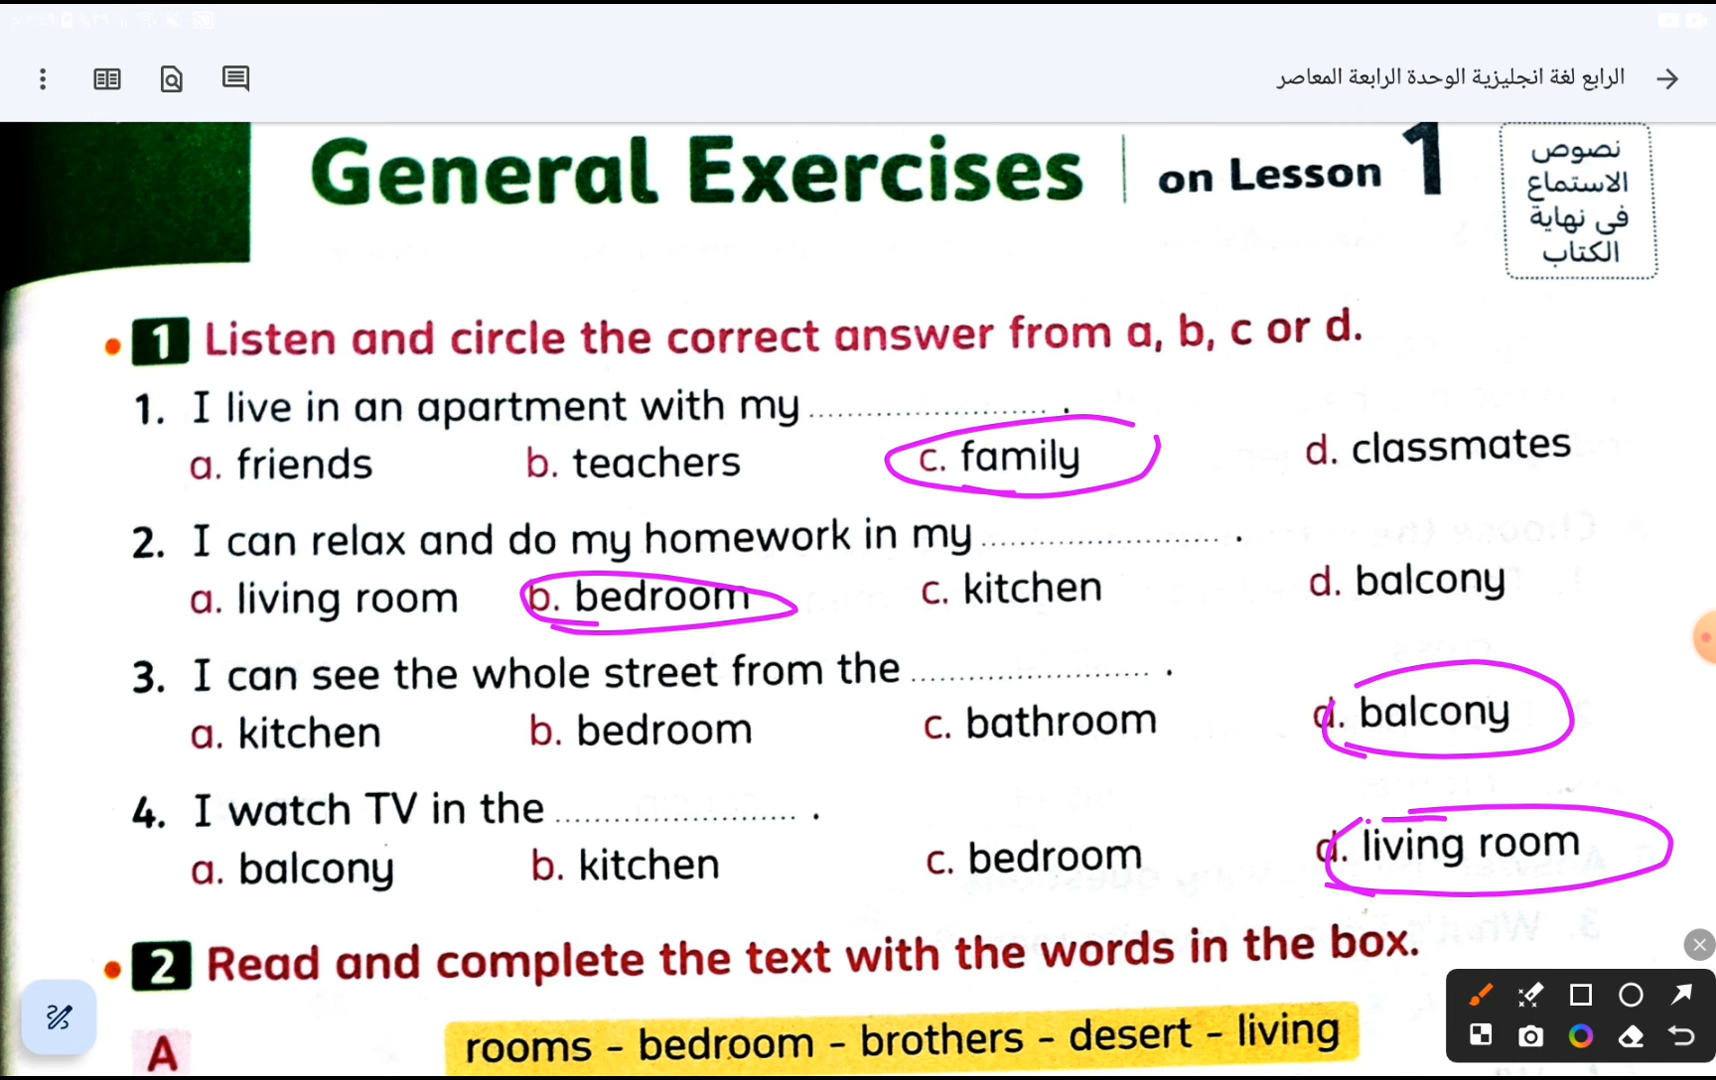 الرابع لغة انجليزية الوحدة الرابعة المعاصر
General Exercises on Lesson 1
نصوص
الاستماع
فى نهاية
الكتاب
1 Listen and circle the correct answer from a, b, c or d.
1. I live in an apartment with my .......................... .
a. friends b. teachers c. family d. classmates
2. I can relax and do my homework in my .......................... .
a. living room b. bedroom c. kitchen d. balcony
3. I can see the whole street from the .......................... .
a. kitchen b. bedroom c. bathroom d. balcony
4. I watch TV in the .......................... .
a. balcony b. kitchen c. bedroom d. living room
2 Read and complete the text with the words in the box.
A rooms - bedroom - brothers - desert - living